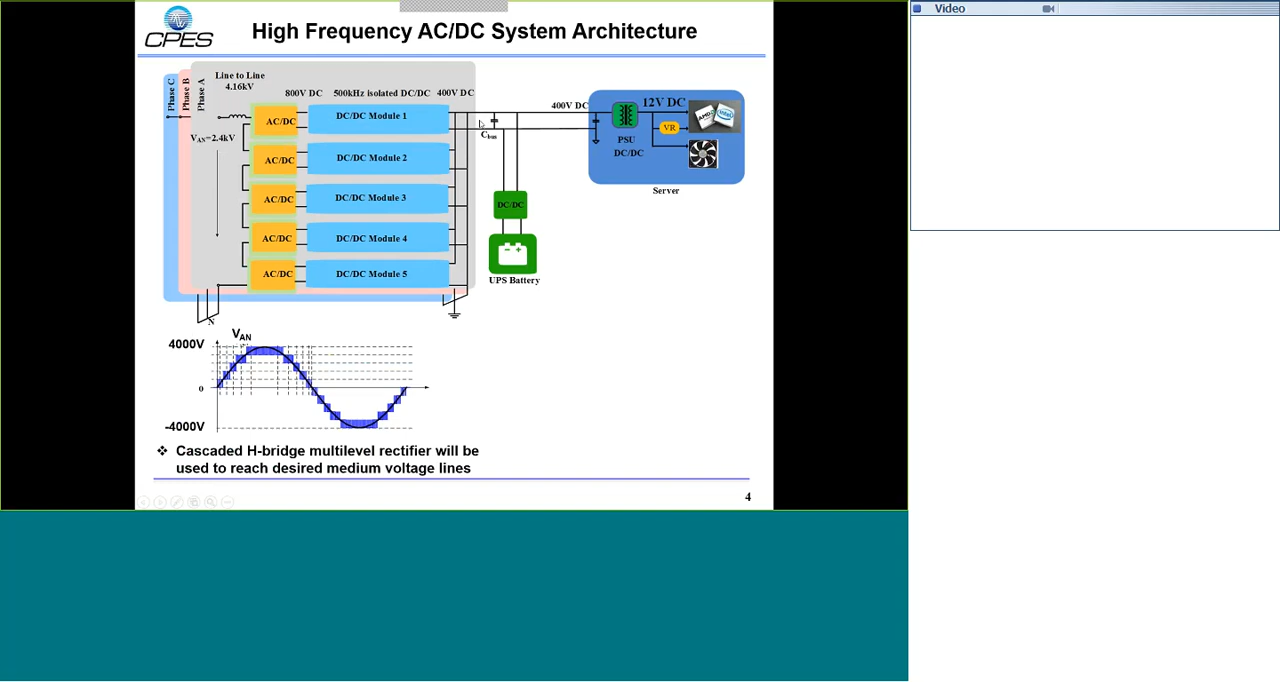 Video
CPES
High Frequency AC/DC System Architecture
Phase C
Phase B
Phase A
Line to Line
4.16kV
800V DC
500kHz isolated DC/DC
400V DC
VAN=2.4kV
AC/DC
DC/DC Module 1
AC/DC
DC/DC Module 2
AC/DC
DC/DC Module 3
AC/DC
DC/DC Module 4
AC/DC
DC/DC Module 5
N
Cbus
400V DC
12V DC
PSU
DC/DC
VR
AMD
intel
Server
DC/DC
UPS Battery
VAN
4000V
0
-4000V
❖ Cascaded H-bridge multilevel rectifier will be
used to reach desired medium voltage lines
4